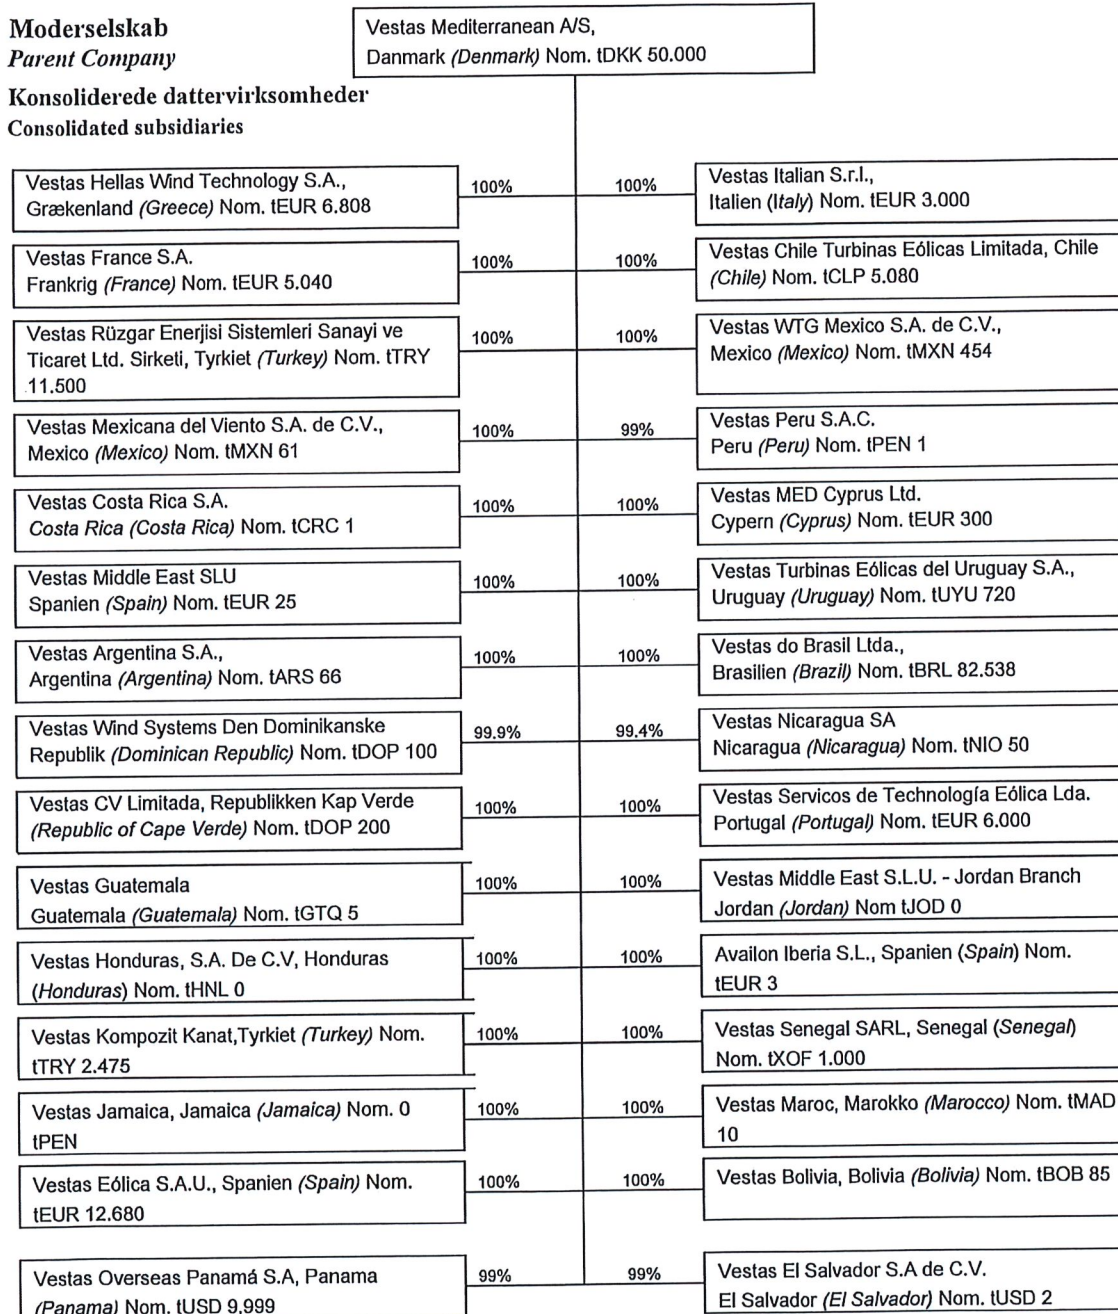 Moderselskab
Parent Company
Vestas Mediterranean A/S,
Danmark (Denmark) Nom. tDKK 50.000
Konsoliderede dattervirksomheder
Consolidated subsidiaries
Vestas Hellas Wind Technology S.A.,
Grækenland (Greece) Nom. tEUR 6.808
100%
100%
Vestas Italian S.r.l.,
Italien (Italy) Nom. tEUR 3.000
Vestas France S.A.
Frankrig (France) Nom. tEUR 5.040
100%
100%
Vestas Chile Turbinas Eólicas Limitada, Chile
(Chile) Nom. tCLP 5.080
Vestas Rüzgar Enerjisi Sistemleri Sanayi ve
Ticaret Ltd. Sirketi, Tyrkiet (Turkey) Nom. tTRY
11.500
100%
100%
Vestas WTG Mexico S.A. de C.V.,
Mexico (Mexico) Nom. tMXN 454
Vestas Mexicana del Viento S.A. de C.V.,
Mexico (Mexico) Nom. tMXN 61
100%
99%
Vestas Peru S.A.C.
Peru (Peru) Nom. tPEN 1
Vestas Costa Rica S.A.
Costa Rica (Costa Rica) Nom. tCRC 1
100%
100%
Vestas MED Cyprus Ltd.
Cypern (Cyprus) Nom. tEUR 300
Vestas Middle East SLU
Spanien (Spain) Nom. tEUR 25
100%
100%
Vestas Turbinas Eólicas del Uruguay S.A.,
Uruguay (Uruguay) Nom. tUYU 720
Vestas Argentina S.A.,
Argentina (Argentina) Nom. tARS 66
100%
100%
Vestas do Brasil Ltda.,
Brasilien (Brazil) Nom. tBRL 82.538
Vestas Wind Systems Den Dominikanske
Republik (Dominican Republic) Nom. tDOP 100
99.9%
99.4%
Vestas Nicaragua SA
Nicaragua (Nicaragua) Nom. tNIO 50
Vestas CV Limitada, Republikken Kap Verde
(Republic of Cape Verde) Nom. tDOP 200
100%
100%
Vestas Servicos de Technología Eólica Lda.
Portugal (Portugal) Nom. tEUR 6.000
Vestas Guatemala
Guatemala (Guatemala) Nom. tGTQ 5
100%
100%
Vestas Middle East S.L.U. - Jordan Branch
Jordan (Jordan) Nom tJOD 0
Vestas Honduras, S.A. De C.V, Honduras
(Honduras) Nom. tHNL 0
100%
100%
Availon Iberia S.L., Spanien (Spain) Nom.
tEUR 3
Vestas Kompozit Kanat,Tyrkiet (Turkey) Nom.
tTRY 2.475
100%
100%
Vestas Senegal SARL, Senegal (Senegal)
Nom. tXOF 1.000
Vestas Jamaica, Jamaica (Jamaica) Nom. 0
tPEN
100%
100%
Vestas Maroc, Marokko (Marocco) Nom. tMAD
10
Vestas Eólica S.A.U., Spanien (Spain) Nom.
tEUR 12.680
100%
100%
Vestas Bolivia, Bolivia (Bolivia) Nom. tBOB 85
Vestas Overseas Panamá S.A, Panama
(Panama) Nom. tUSD 9,999
99%
99%
Vestas El Salvador S.A de C.V.
El Salvador (El Salvador) Nom. tUSD 2